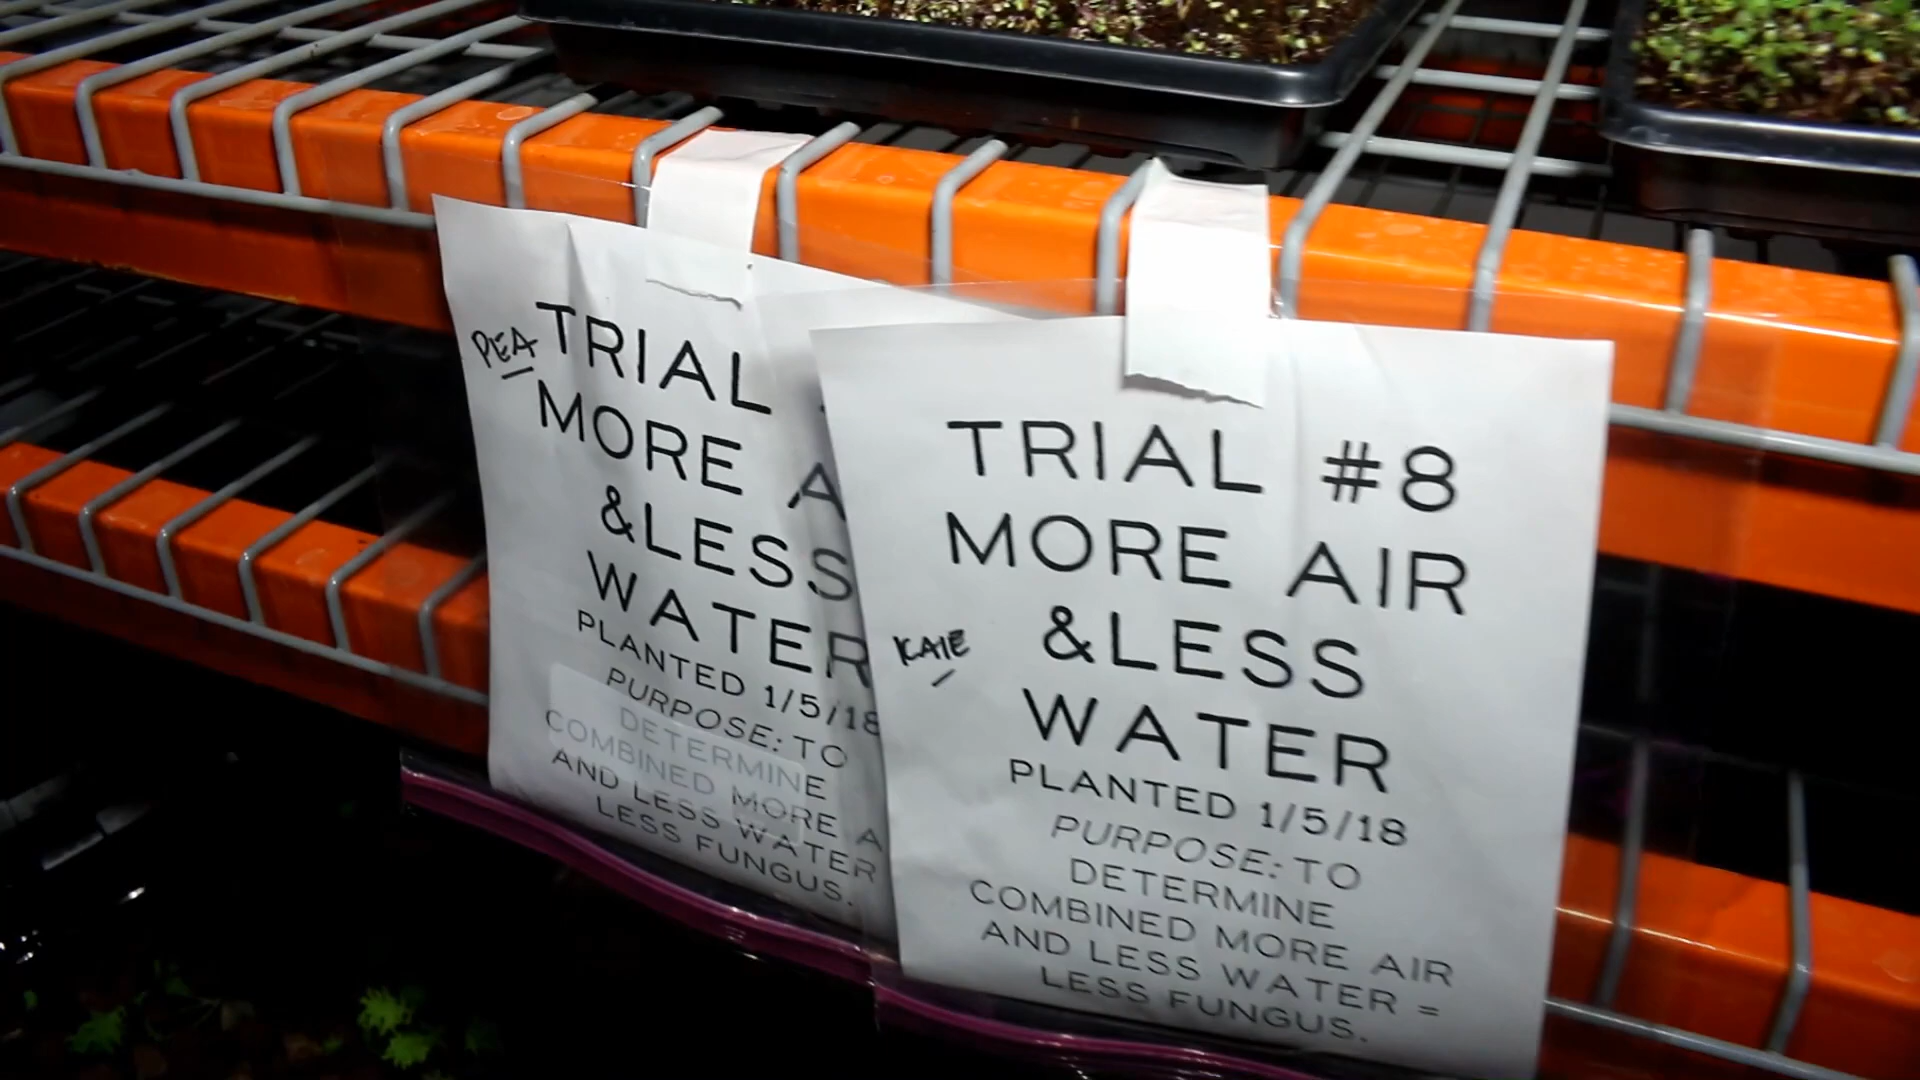 PEA
TRIAL
MORE A
&LESS
WATER
PLANTED 1/5/18
PURPOSE: TO
DETERMINE
COMBINED MORE A
AND LESS WATER
LESS FUNGUS.
TRIAL #8
MORE AIR
KALE
&LESS
WATER
PLANTED 1/5/18
PURPOSE: TO
DETERMINE
COMBINED MORE AIR
AND LESS WATER =
LESS FUNGUS.